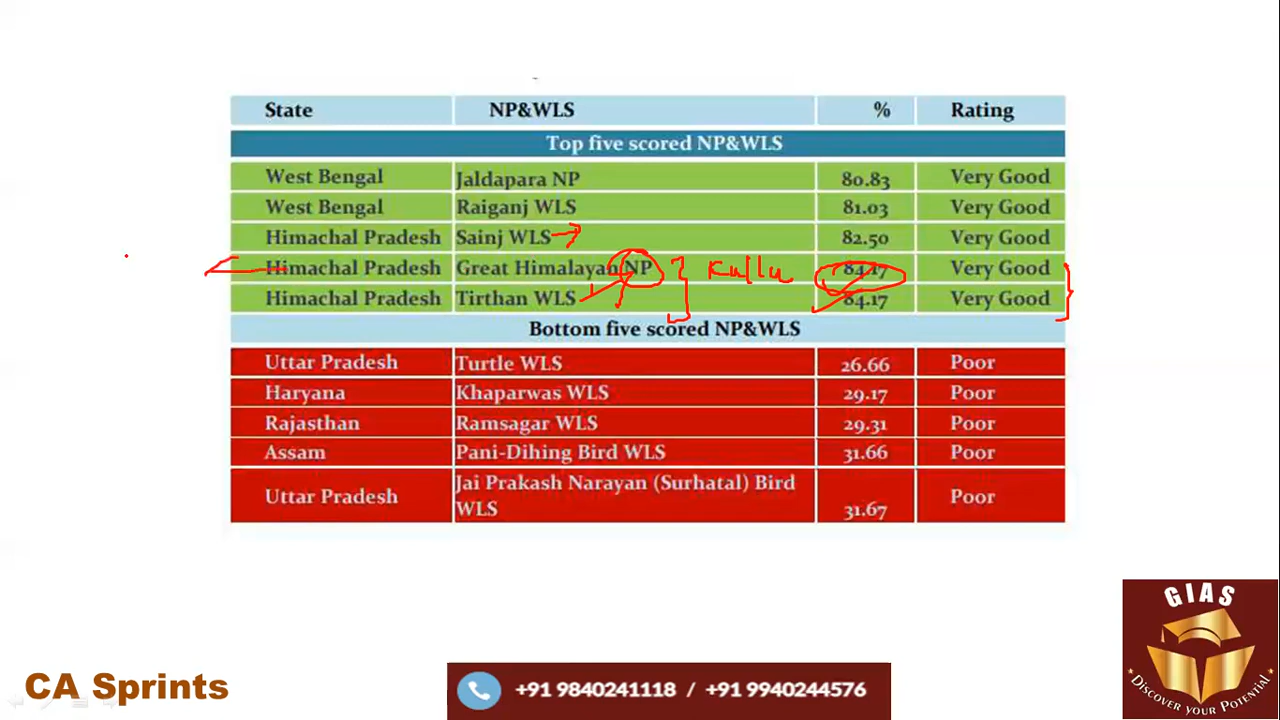 State NP&WLS % Rating
Top five scored NP&WLS
West Bengal Jaldapara NP 80.83 Very Good
West Bengal Raiganj WLS 81.03 Very Good
Himachal Pradesh Sainj WLS 82.50 Very Good
Himachal Pradesh Great Himalayan NP Kullu 84.17 Very Good
Himachal Pradesh Tirthan WLS 84.17 Very Good
Bottom five scored NP&WLS
Uttar Pradesh Turtle WLS 26.66 Poor
Haryana Khaparwas WLS 29.17 Poor
Rajasthan Ramsagar WLS 29.31 Poor
Assam Pani-Dihing Bird WLS 31.66 Poor
Uttar Pradesh Jai Prakash Narayan (Surhatal) Bird
WLS 31.67 Poor
GIAS
DISCOVER YOUR POTENTIAL
CA Sprints
+91 9840241118 / +91 9940244576